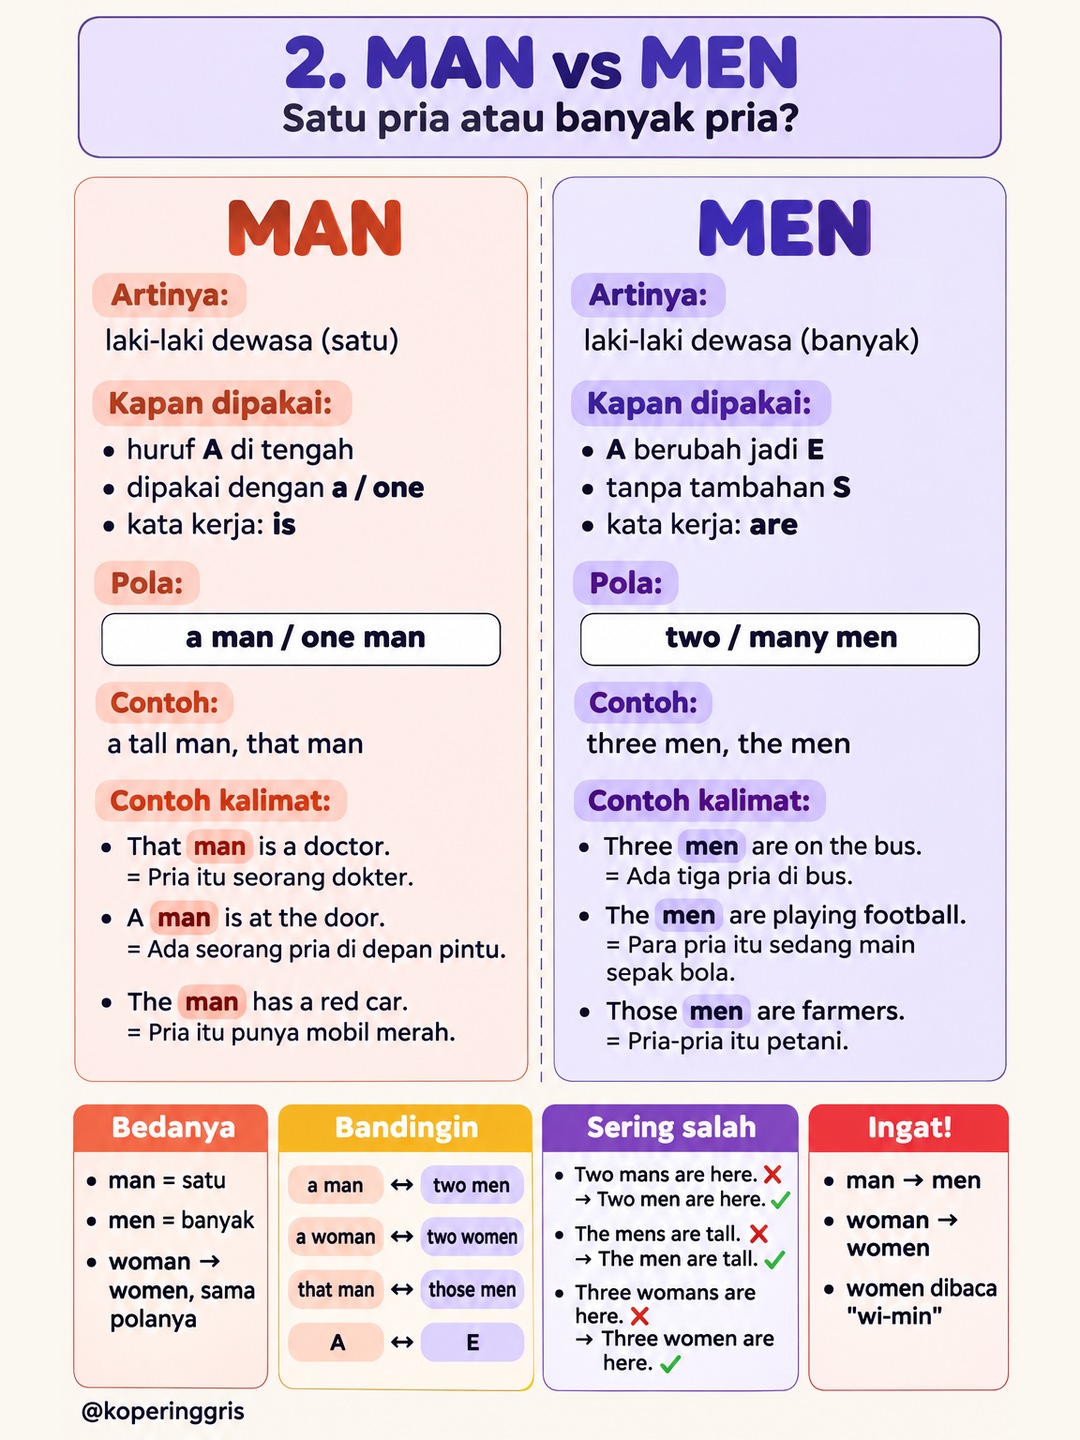 2. MAN vs MEN
Satu pria atau banyak pria?
MAN
Artinya:
laki-laki dewasa (satu)
Kapan dipakai:
• huruf A di tengah
• dipakai dengan a / one
• kata kerja: is
Pola:
a man / one man
Contoh:
a tall man, that man
Contoh kalimat:
• That man is a doctor.
= Pria itu seorang dokter.
• A man is at the door.
= Ada seorang pria di depan pintu.
• The man has a red car.
= Pria itu punya mobil merah.
MEN
Artinya:
laki-laki dewasa (banyak)
Kapan dipakai:
• A berubah jadi E
• tanpa tambahan S
• kata kerja: are
Pola:
two / many men
Contoh:
three men, the men
Contoh kalimat:
• Three men are on the bus.
= Ada tiga pria di bus.
• The men are playing football.
= Para pria itu sedang main
sepak bola.
• Those men are farmers.
= Pria-pria itu petani.
Bedanya
• man = satu
• men = banyak
• woman →
women, sama
polanya
Bandingin
a man ↔ two men
a woman ↔ two women
that man ↔ those men
A ↔ E
Sering salah
• Two mans are here. ❌
→ Two men are here. ✓
• The mens are tall. ❌
→ The men are tall. ✓
• Three womans are
here. ❌
→ Three women are
here. ✓
Ingat!
• man → men
• woman →
women
• women dibaca
"wi-min"
@koperinggris